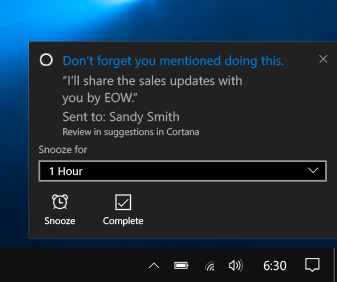 Don't forget you mentioned doing this.
“I'll share the sales updates with
you by EOW.”
Sent to: Sandy Smith
Review in suggestions in Cortana
Snooze for
1 Hour
Snooze Complete
6:30